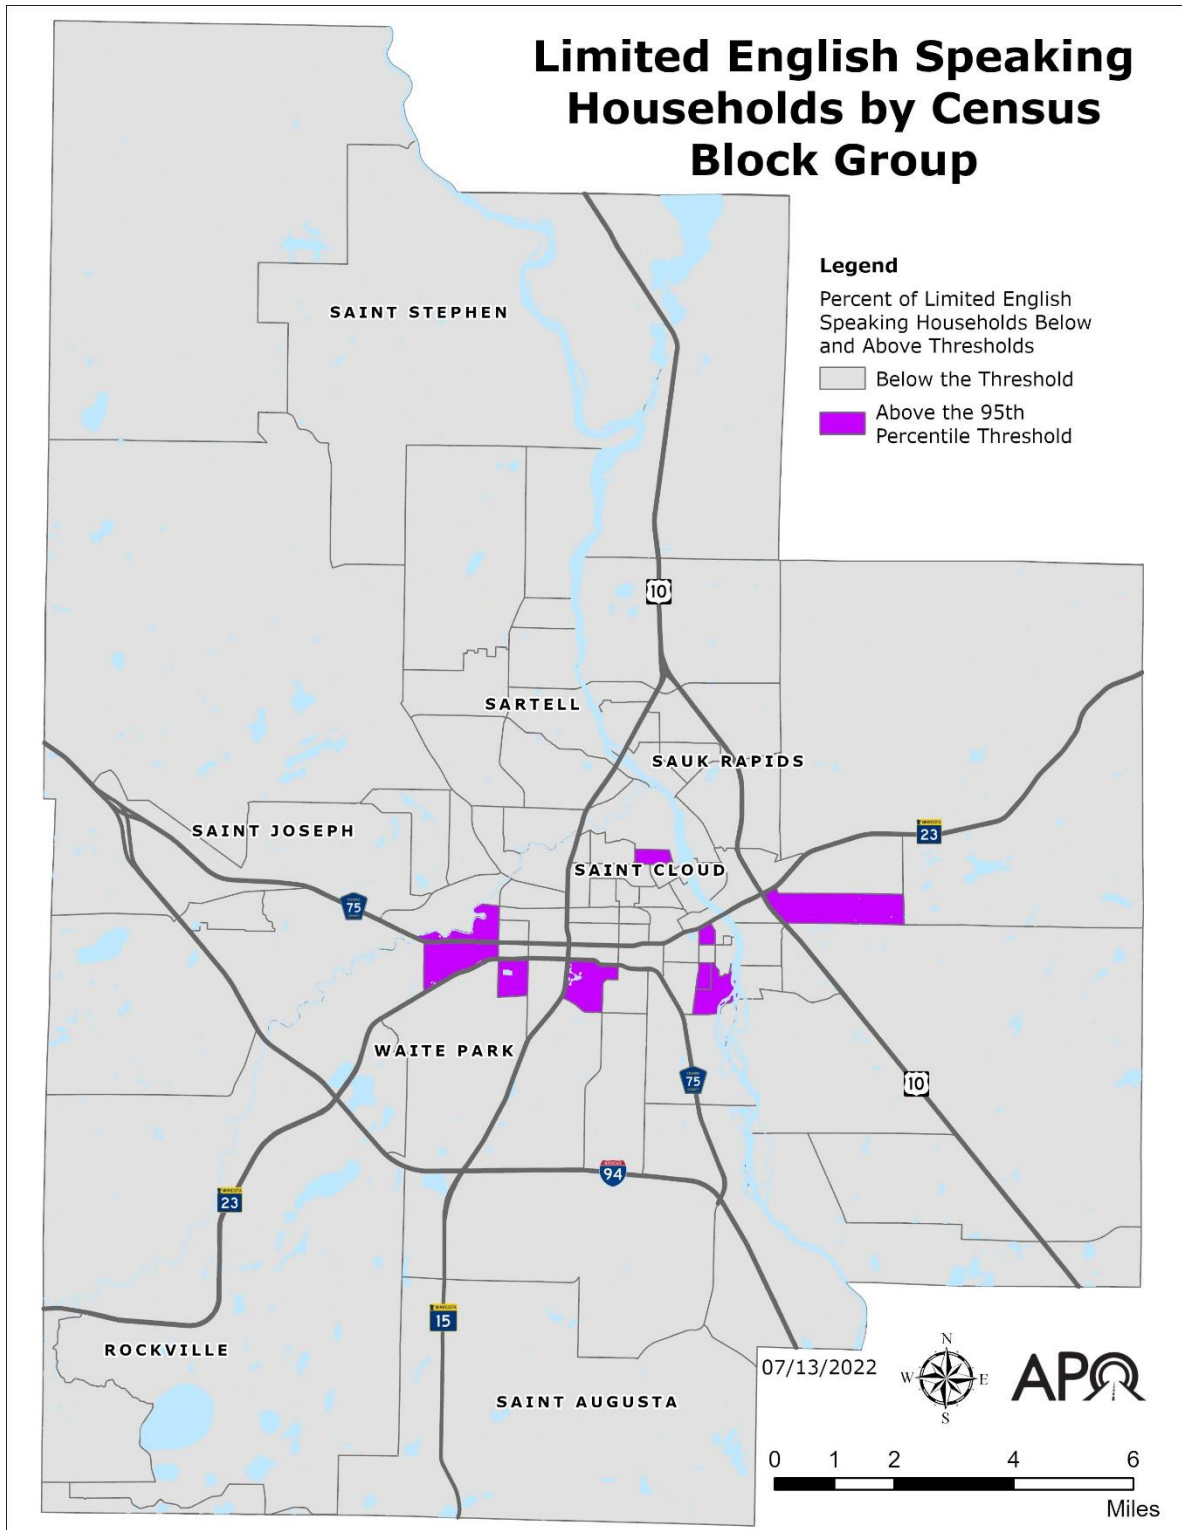 Limited English Speaking
Households by Census
Block Group
Legend
Percent of Limited English
Speaking Households Below
and Above Thresholds
Below the Threshold
Above the 95th
Percentile Threshold
SAINT STEPHEN
10
SARTELL
SAUK RAPIDS
SAINT JOSEPH
MINNESOTA
23
SAINT CLOUD
75
WAITE PARK
75
10
94
MINNESOTA
23
MINNESOTA
15
ROCKVILLE
SAINT AUGUSTA
07/13/2022
N
W
E
S
APO
0 1 2 4 6
Miles